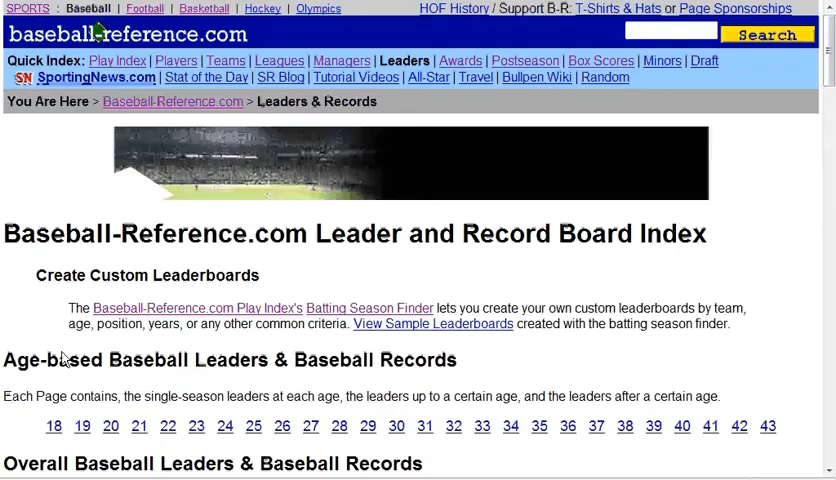 SPORTS : Baseball | Football | Basketball | Hockey | Olympics HOF History / Support B-R: T-Shirts & Hats or Page Sponsorships
baseball-reference.com Search
Quick Index: Play Index | Players | Teams | Leagues | Managers | Leaders | Awards | Postseason | Box Scores | Minors | Draft
SN SportingNews.com | Stat of the Day | SR Blog | Tutorial Videos | All-Star | Travel | Bullpen Wiki | Random
You Are Here > Baseball-Reference.com > Leaders & Records
Baseball-Reference.com Leader and Record Board Index
Create Custom Leaderboards
The Baseball-Reference.com Play Index's Batting Season Finder lets you create your own custom leaderboards by team,
age, position, years, or any other common criteria. View Sample Leaderboards created with the batting season finder.
Age-based Baseball Leaders & Baseball Records
Each Page contains, the single-season leaders at each age, the leaders up to a certain age, and the leaders after a certain age.
18 19 20 21 22 23 24 25 26 27 28 29 30 31 32 33 34 35 36 37 38 39 40 41 42 43
Overall Baseball Leaders & Baseball Records